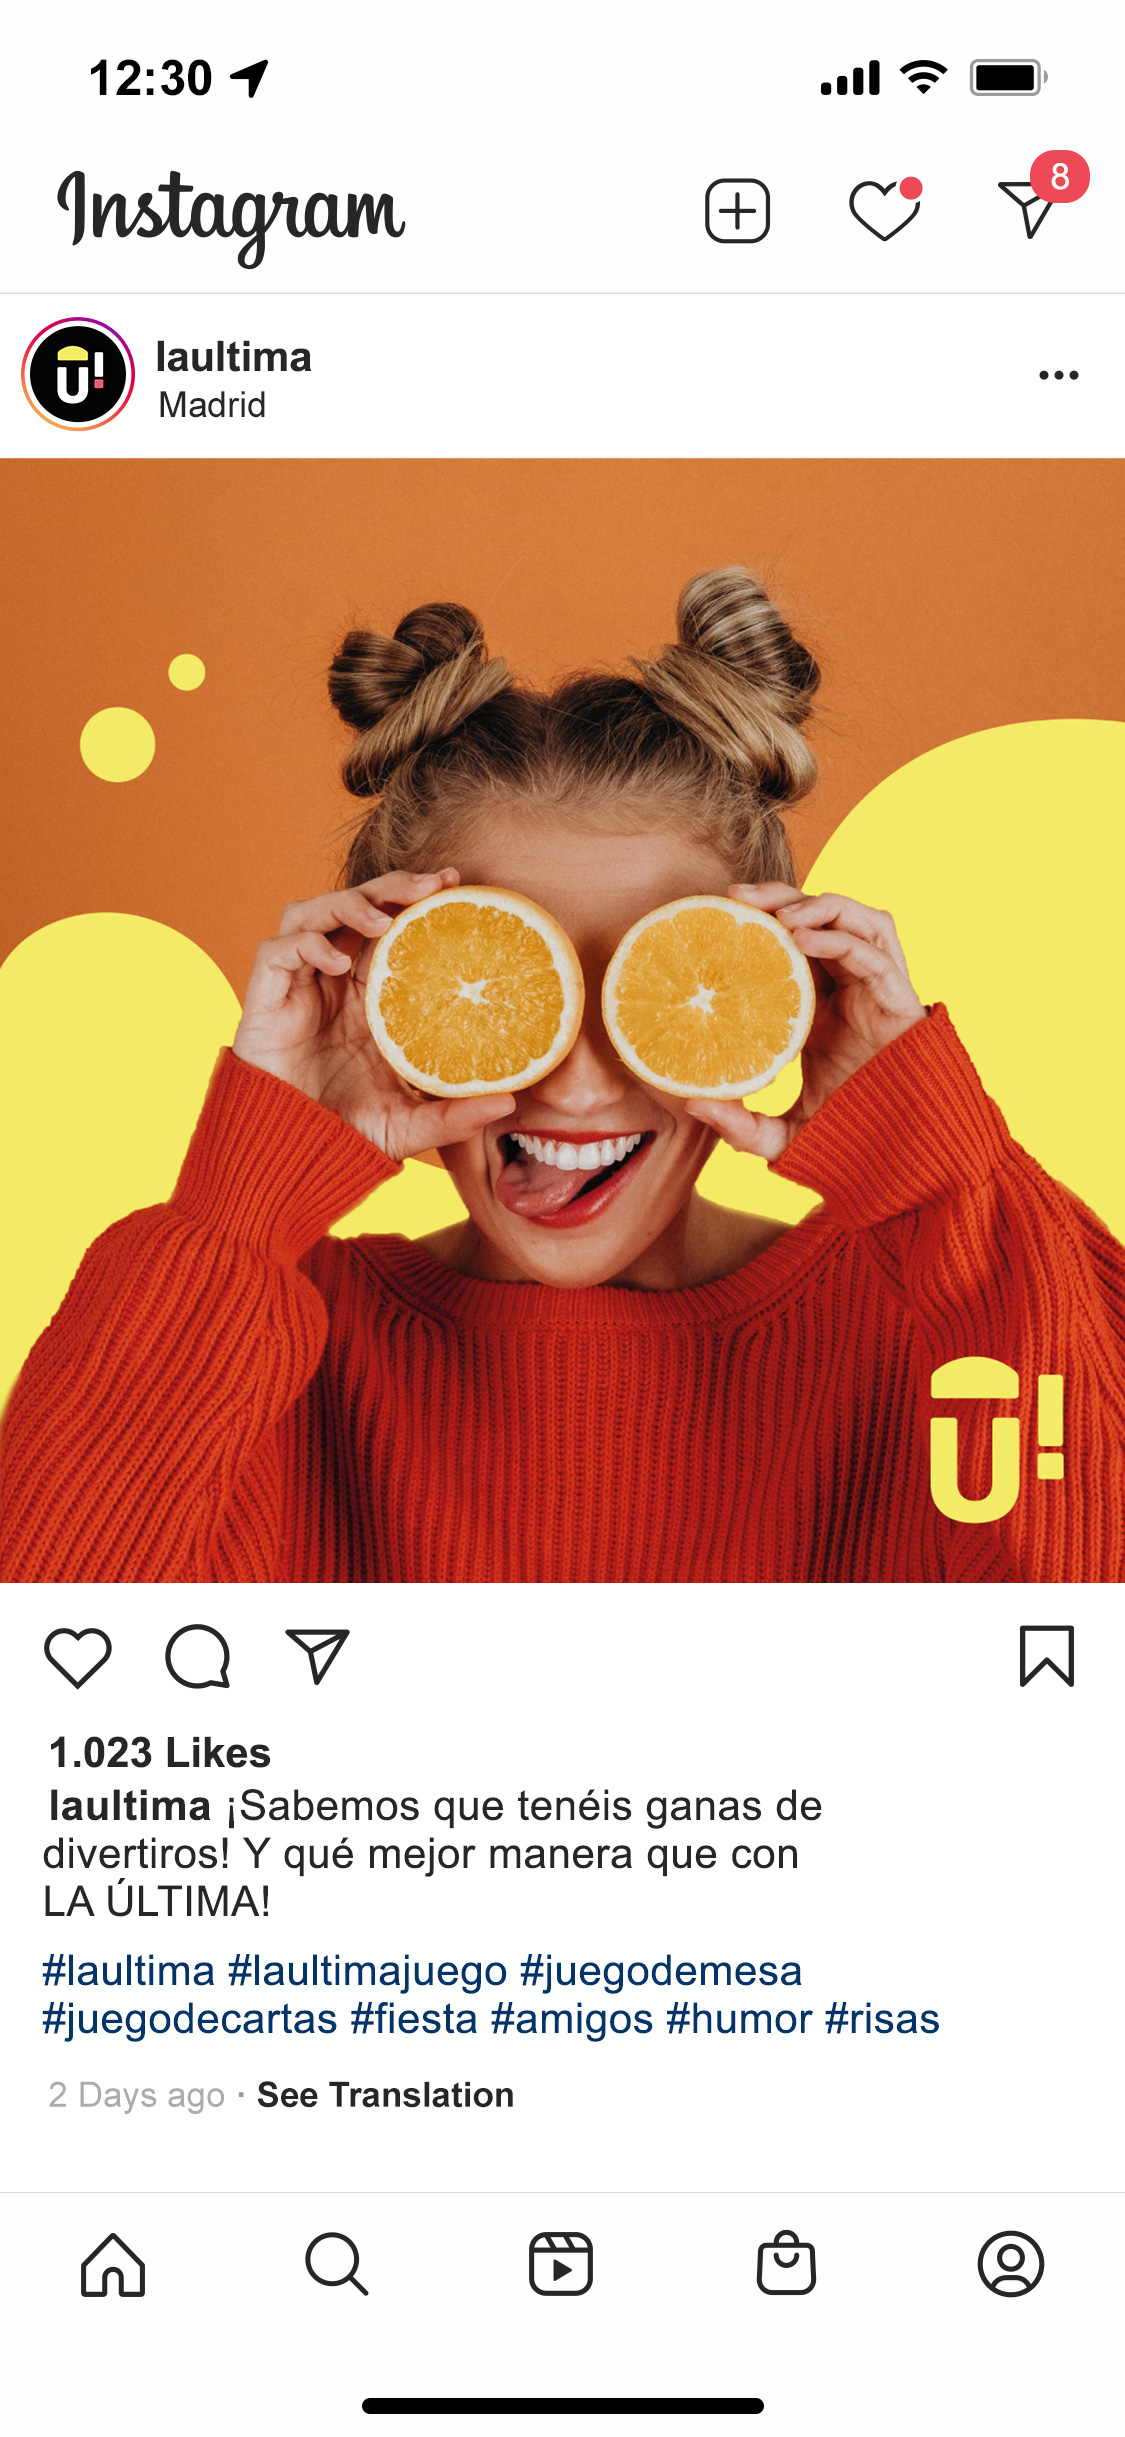 12:30
Instagram
8
U!
laultima
Madrid
U!
1.023 Likes
laultima ¡Sabemos que tenéis ganas de
divertiros! Y qué mejor manera que con
LA ÚLTIMA!
#laultima #laultimajuego #juegodemesa
#juegodecartas #fiesta #amigos #humor #risas
2 Days ago · See Translation